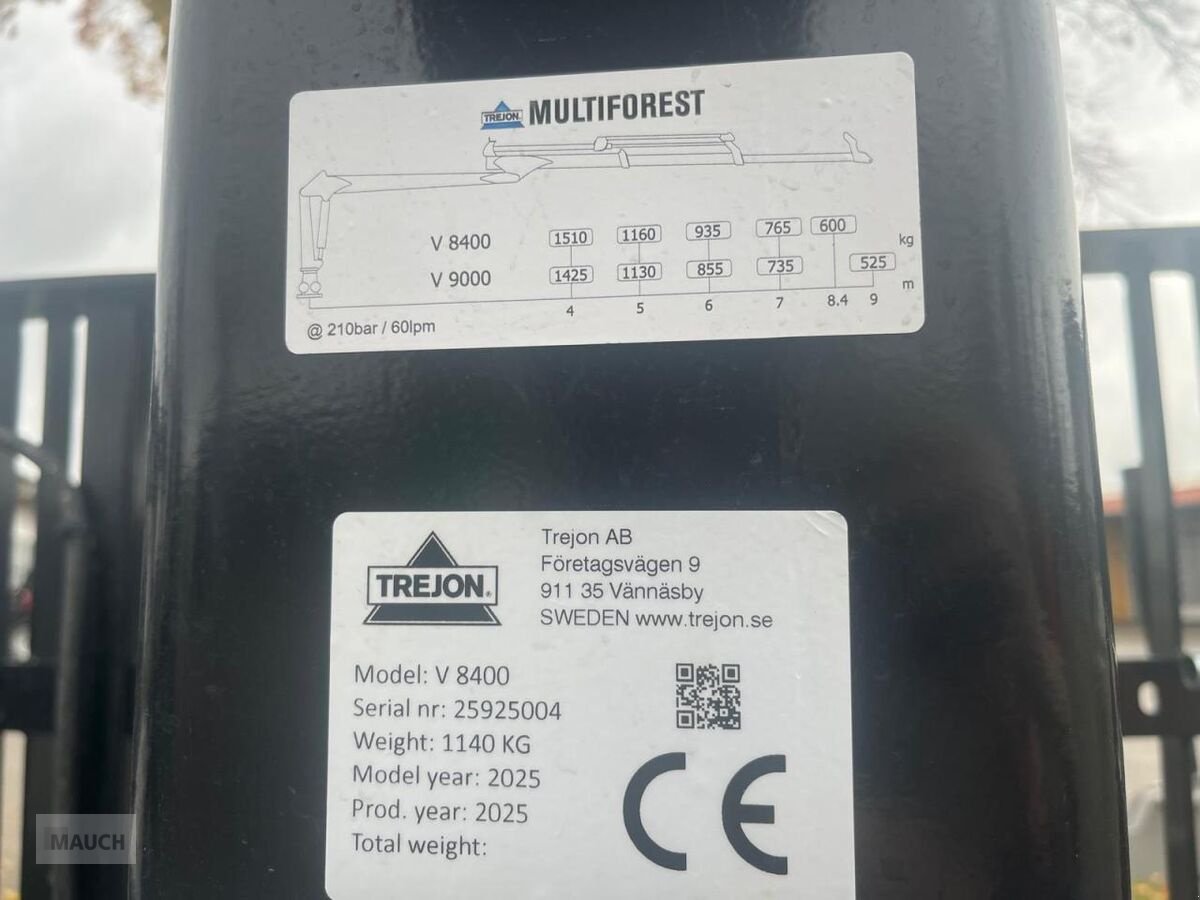 TREJON MULTIFOREST
V 8400 1510 1160 935 765 600 kg
V 9000 1425 1130 855 735 525 m
4 5 6 7 8.4 9
@ 210bar / 60lpm
TREJON®
Trejon AB
Företagsvägen 9
911 35 Vännäsby
SWEDEN www.trejon.se
Model: V 8400
Serial nr: 25925004
Weight: 1140 KG
Model year: 2025
Prod. year: 2025
Total weight:
CE
MAUCH